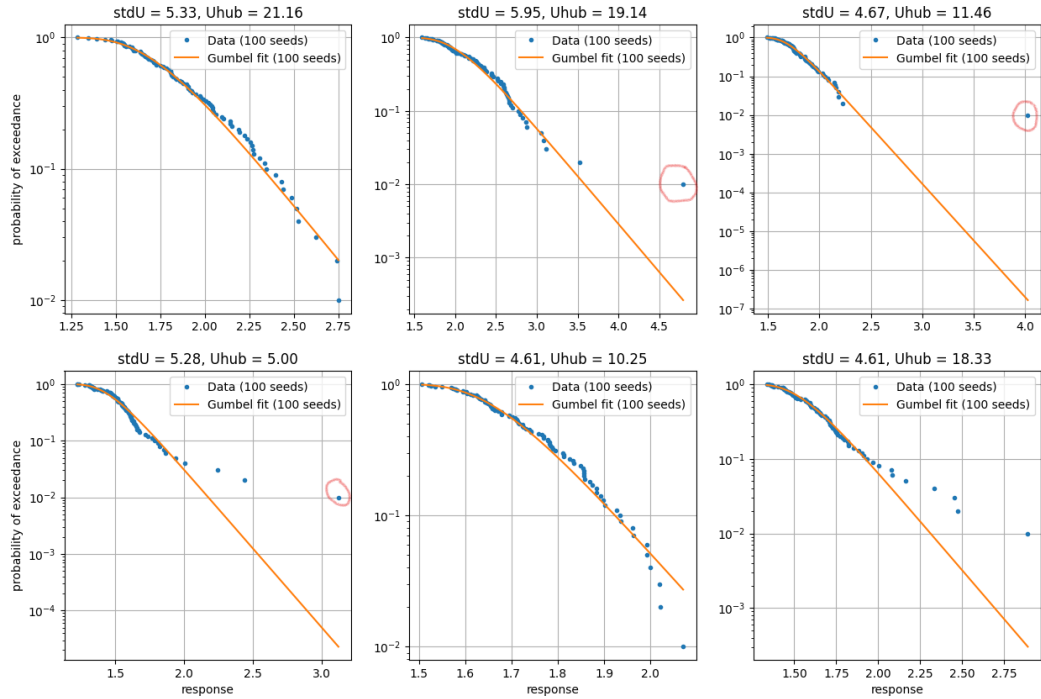 stdU = 5.33, Uhub = 21.16
stdU = 5.95, Uhub = 19.14
stdU = 4.67, Uhub = 11.46
probability of exceedance
10⁰
10⁻¹
10⁻²
Data (100 seeds)
Gumbel fit (100 seeds)
1.25 1.50 1.75 2.00 2.25 2.50 2.75
10⁰
10⁻¹
10⁻²
10⁻³
Data (100 seeds)
Gumbel fit (100 seeds)
2.0 2.5 3.0 3.5 4.0 4.5
10⁰
10⁻¹
10⁻²
10⁻³
10⁻⁴
10⁻⁵
10⁻⁶
10⁻⁷
Data (100 seeds)
Gumbel fit (100 seeds)
1.5 2.0 2.5 3.0 3.5 4.0
stdU = 5.28, Uhub = 5.00
stdU = 4.61, Uhub = 10.25
stdU = 4.61, Uhub = 18.33
probability of exceedance
10⁰
10⁻¹
10⁻²
10⁻³
10⁻⁴
Data (100 seeds)
Gumbel fit (100 seeds)
1.5 2.0 2.5 3.0
response
10⁰
10⁻¹
10⁻²
Data (100 seeds)
Gumbel fit (100 seeds)
1.5 1.6 1.7 1.8 1.9 2.0
response
10⁰
10⁻¹
10⁻²
10⁻³
Data (100 seeds)
Gumbel fit (100 seeds)
1.50 1.75 2.00 2.25 2.50 2.75
response